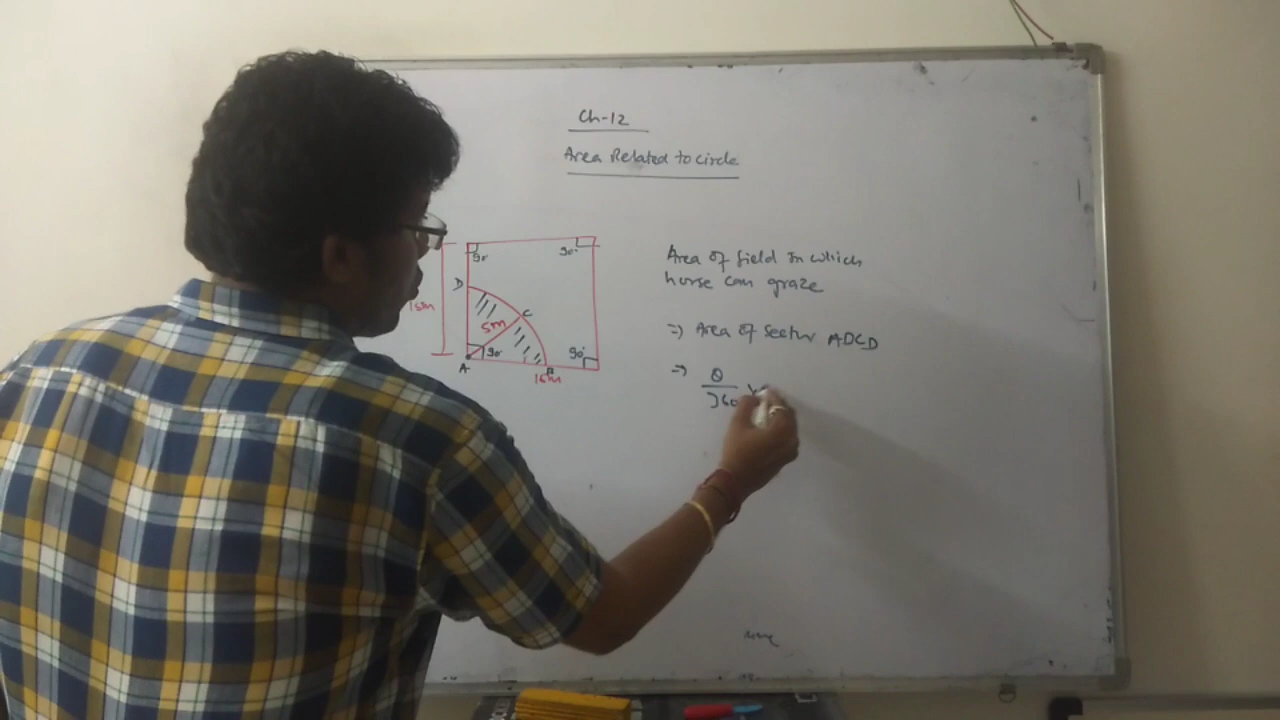 Ch-12
Area Related to circle
90°
90°
D
15m
C
5m
90°
90°
A
B
15m
Area of field in which
horse can graze
=> Area of sector ADCD
=> θ
360 ×